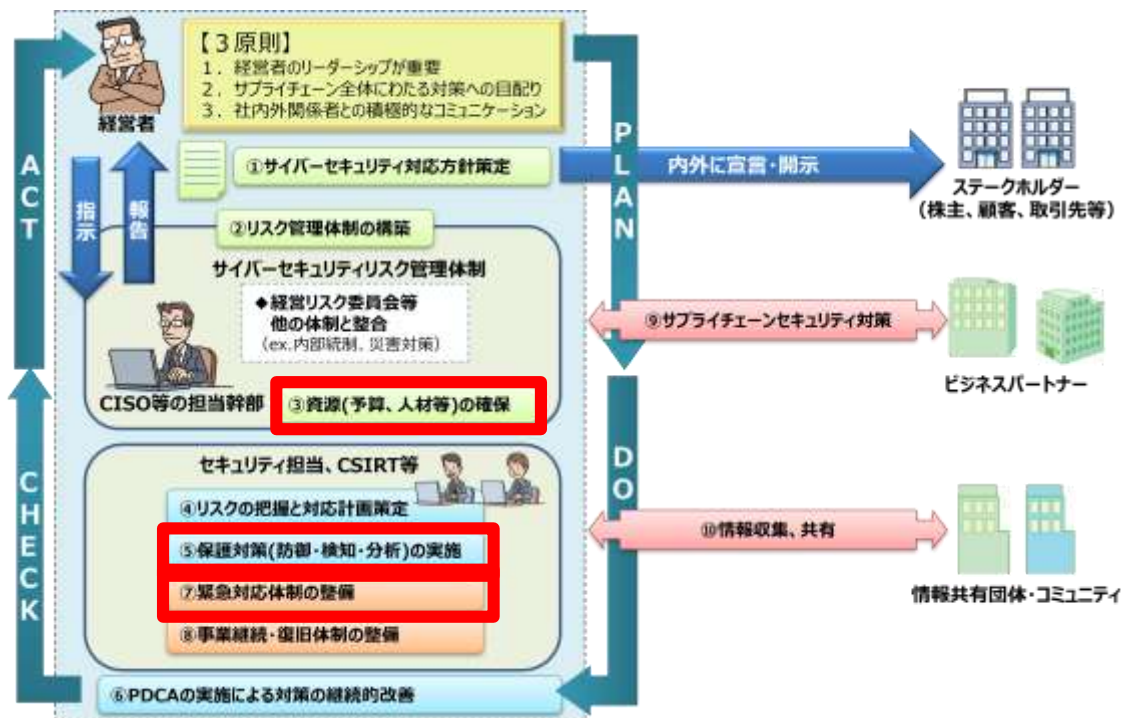 【3原則】
1．経営者のリーダーシップが重要
2．サプライチェーン全体にわたる対策への目配り
3．社内外関係者との積極的なコミュニケーション
経営者
ACT
PLAN
①サイバーセキュリティ対応方針策定
内外に宣言・開示
ステークホルダー
(株主、顧客、取引先等)
指示
報告
②リスク管理体制の構築
サイバーセキュリティリスク管理体制
◆経営リスク委員会等
他の体制と整合
(ex.内部統制、災害対策)
⑨サプライチェーンセキュリティ対策
ビジネスパートナー
CISO等の担当幹部
③資源(予算、人材等)の確保
CHECK
DO
セキュリティ担当、CSIRT等
④リスクの把握と対応計画策定
⑤保護対策(防御・検知・分析)の実施
⑦緊急対応体制の整備
⑧事業継続・復旧体制の整備
⑩情報収集、共有
情報共有団体・コミュニティ
⑥PDCAの実施による対策の継続的改善